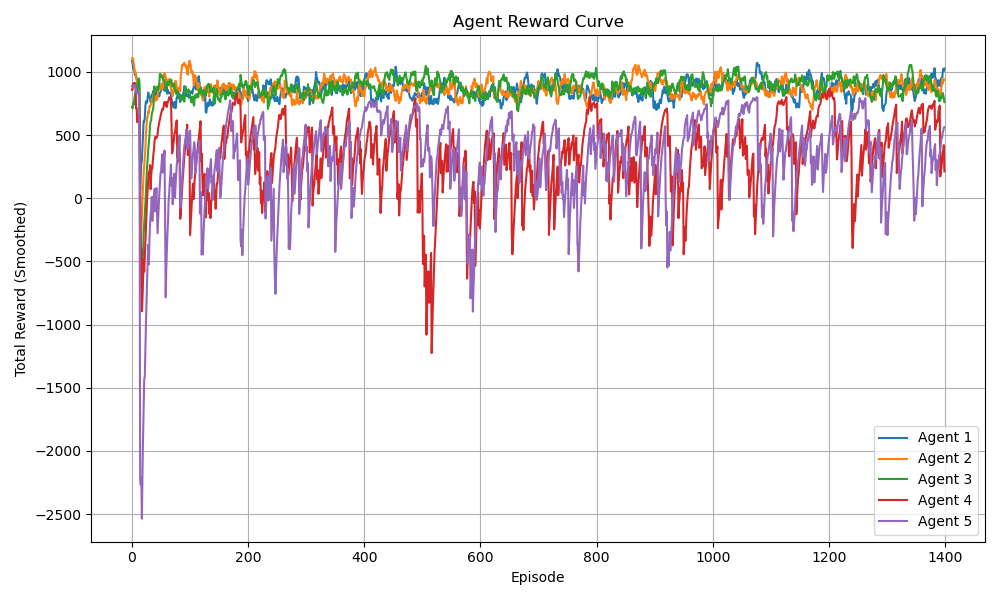 Agent Reward Curve
Total Reward (Smoothed)
1000
500
0
−500
−1000
−1500
−2000
−2500
0 200 400 600 800 1000 1200 1400
Episode
Agent 1
Agent 2
Agent 3
Agent 4
Agent 5